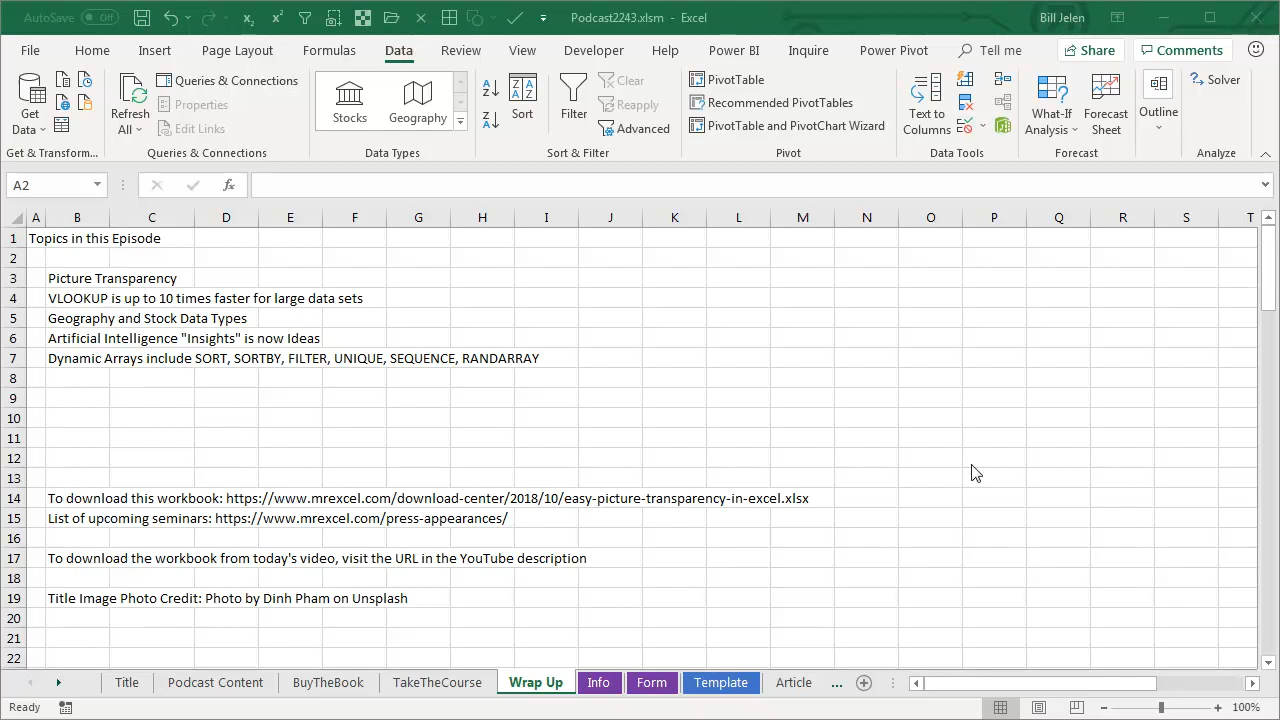 AutoSave Off Podcast2243.xlsm - Excel Bill Jelen
File Home Insert Page Layout Formulas Data Review View Developer Help Power BI Inquire Power Pivot Tell me Share Comments
Get Data
Get & Transform...
Refresh All
Queries & Connections
Properties
Edit Links
Queries & Connections
Stocks Geography
Data Types
Sort
Filter
Clear
Reapply
Advanced
Sort & Filter
PivotTable
Recommended PivotTables
PivotTable and PivotChart Wizard
Pivot
Text to Columns
Data Tools
What-If Analysis
Forecast Sheet
Forecast
Outline
Solver
Analyze
A2 fx
A B C D E F G H I J K L M N O P Q R S T
1 Topics in this Episode
2
3 Picture Transparency
4 VLOOKUP is up to 10 times faster for large data sets
5 Geography and Stock Data Types
6 Artificial Intelligence "Insights" is now Ideas
7 Dynamic Arrays include SORT, SORTBY, FILTER, UNIQUE, SEQUENCE, RANDARRAY
8
9
10
11
12
13
14 To download this workbook: https://www.mrexcel.com/download-center/2018/10/easy-picture-transparency-in-excel.xlsx
15 List of upcoming seminars: https://www.mrexcel.com/press-appearances/
16
17 To download the workbook from today's video, visit the URL in the YouTube description
18
19 Title Image Photo Credit: Photo by Dinh Pham on Unsplash
20
21
22
Title Podcast Content BuyTheBook TakeTheCourse Wrap Up Info Form Template Article ...
Ready 100%